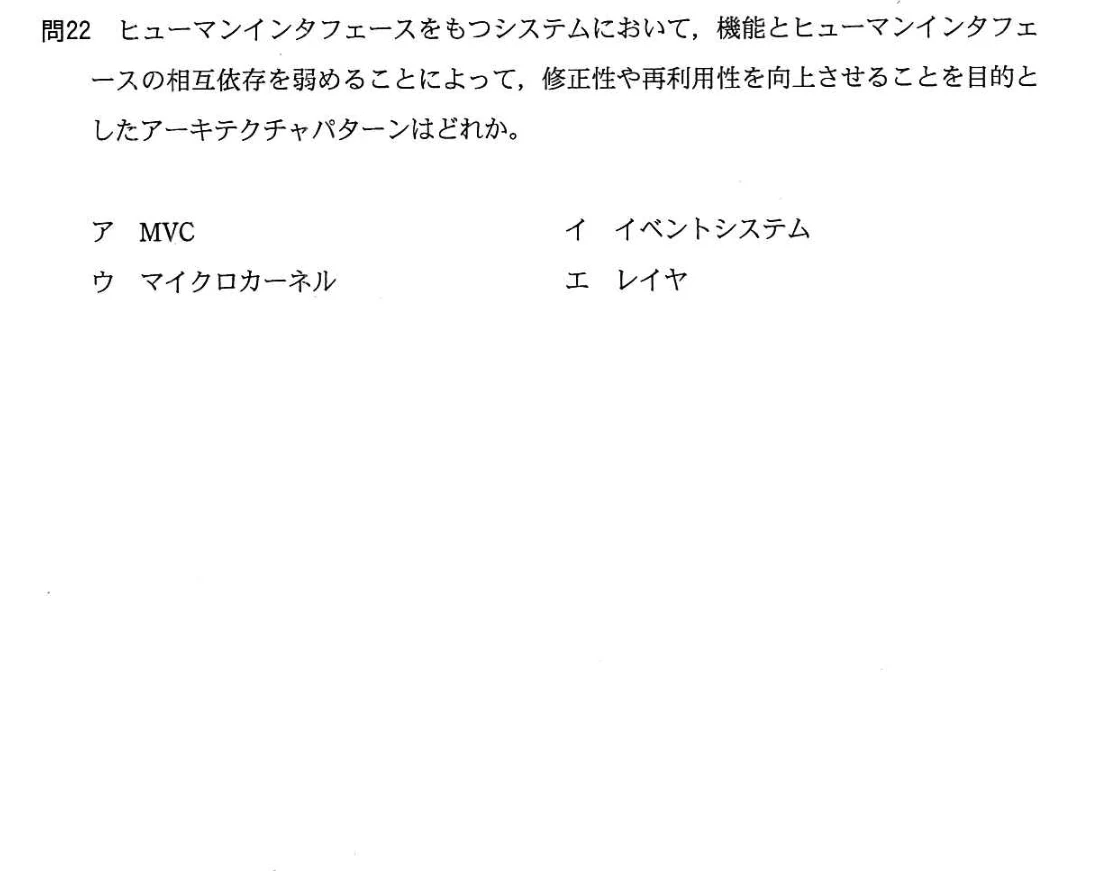 問22　ヒューマンインタフェースをもつシステムにおいて，機能とヒューマンインタフェ
ースの相互依存を弱めることによって，修正性や再利用性を向上させることを目的と
したアーキテクチャパターンはどれか。
ア　MVC　イ　イベントシステム
ウ　マイクロカーネル　エ　レイヤ